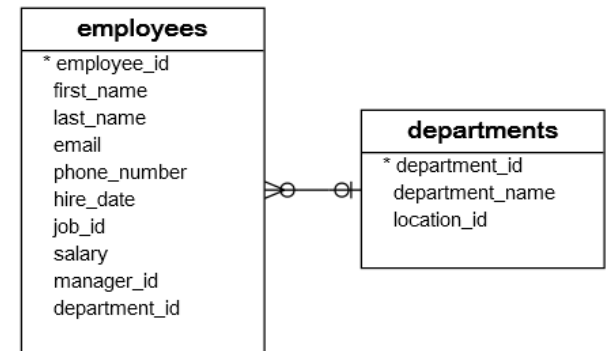 employees
* employee_id
first_name
last_name
email
phone_number
hire_date
job_id
salary
manager_id
department_id
departments
* department_id
department_name
location_id